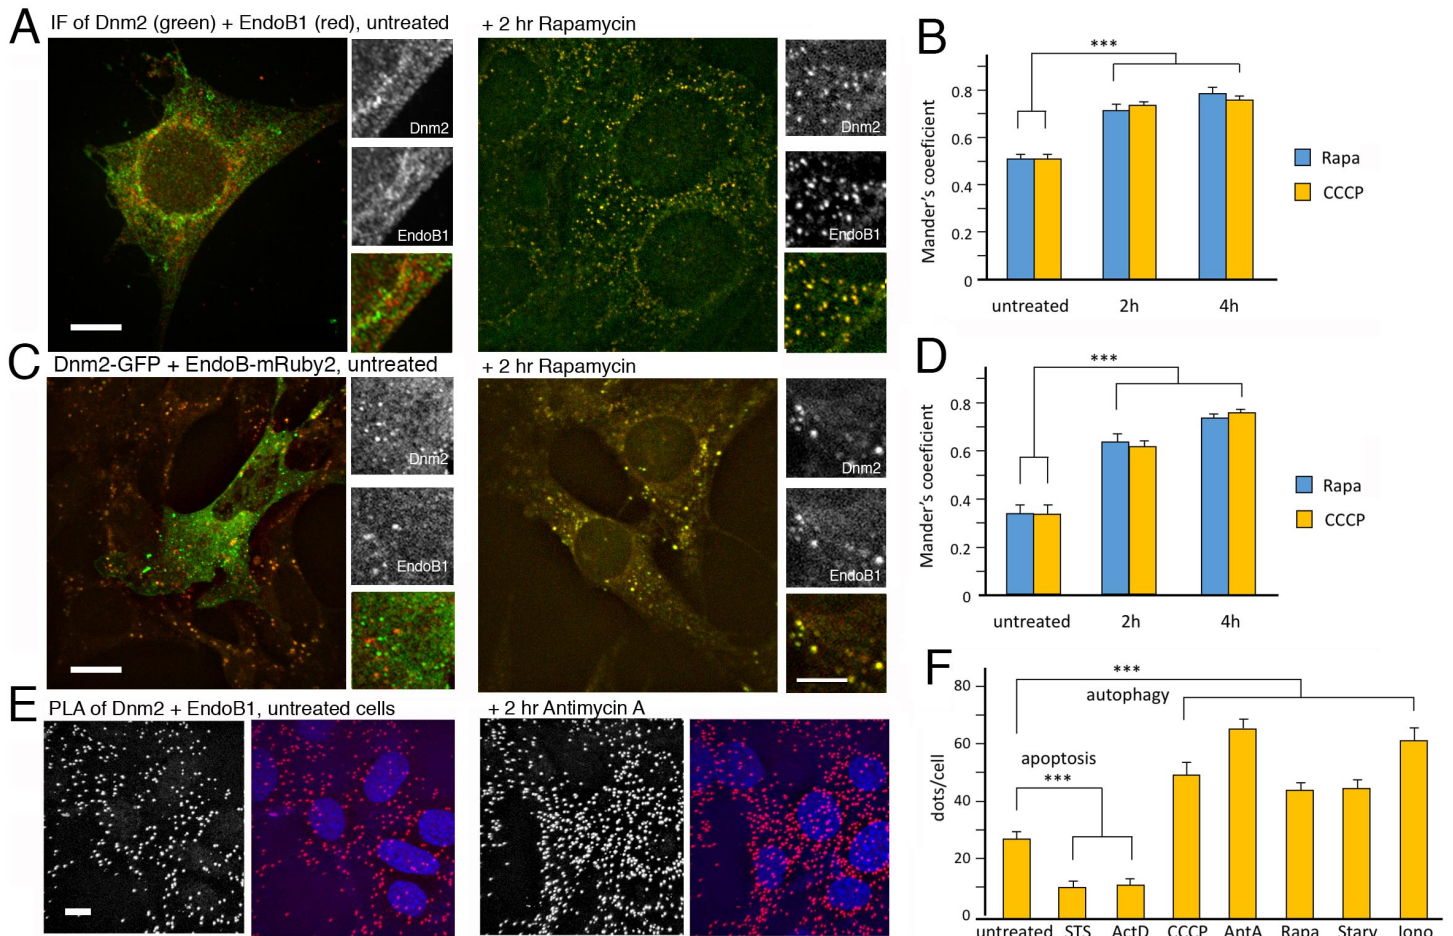 A
IF of Dnm2 (green) + EndoB1 (red), untreated
Dnm2
EndoB1
+ 2 hr Rapamycin
Dnm2
EndoB1
B
***
Mander's coeeficient
0.8
0.6
0.4
0.2
0
untreated 2h 4h
Rapa
CCCP
C
Dnm2-GFP + EndoB-mRuby2, untreated
Dnm2
EndoB1
+ 2 hr Rapamycin
Dnm2
EndoB1
D
***
Mander's coeeficient
0.8
0.6
0.4
0.2
0
untreated 2h 4h
Rapa
CCCP
E
PLA of Dnm2 + EndoB1, untreated cells
+ 2 hr Antimycin A
F
***
autophagy
apoptosis
***
dots/cell
80
60
40
20
0
untreated STS ActD CCCP AntA Rapa Starv Iono